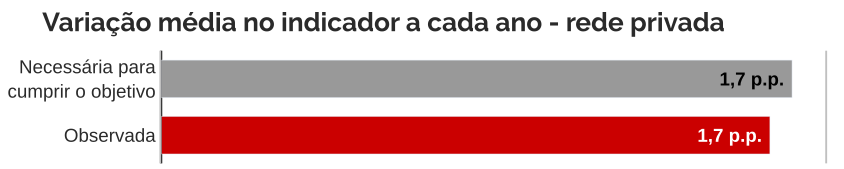 Variação média no indicador a cada ano - rede privada
Necessária para
cumprir o objetivo
1,7 p.p.
Observada
1,7 p.p.